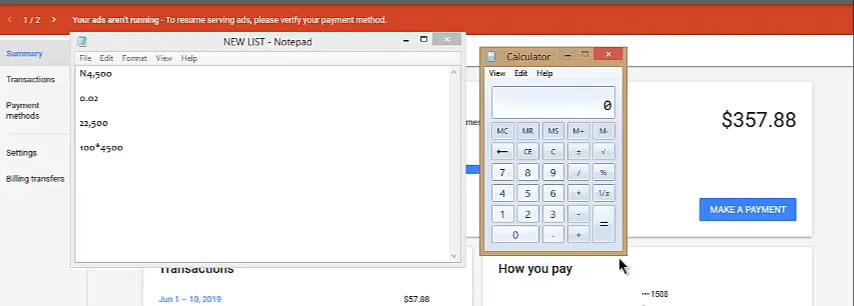 1 / 2 Your ads aren't running - To resume serving ads, please verify your payment method.
Summary
Transactions
Payment methods
Settings
Billing transfers
NEW LIST - Notepad
File Edit Format View Help
N4,500
0.02
22,500
100*4500
Calculator
View Edit Help
0
MC MR MS M+ M-
← CE C ± √
7 8 9 / %
4 5 6 * 1/x
1 2 3 - =
0 . +
$357.88
MAKE A PAYMENT
Transactions
Jun 1 – 10, 2019 $57.88
How you pay
1508